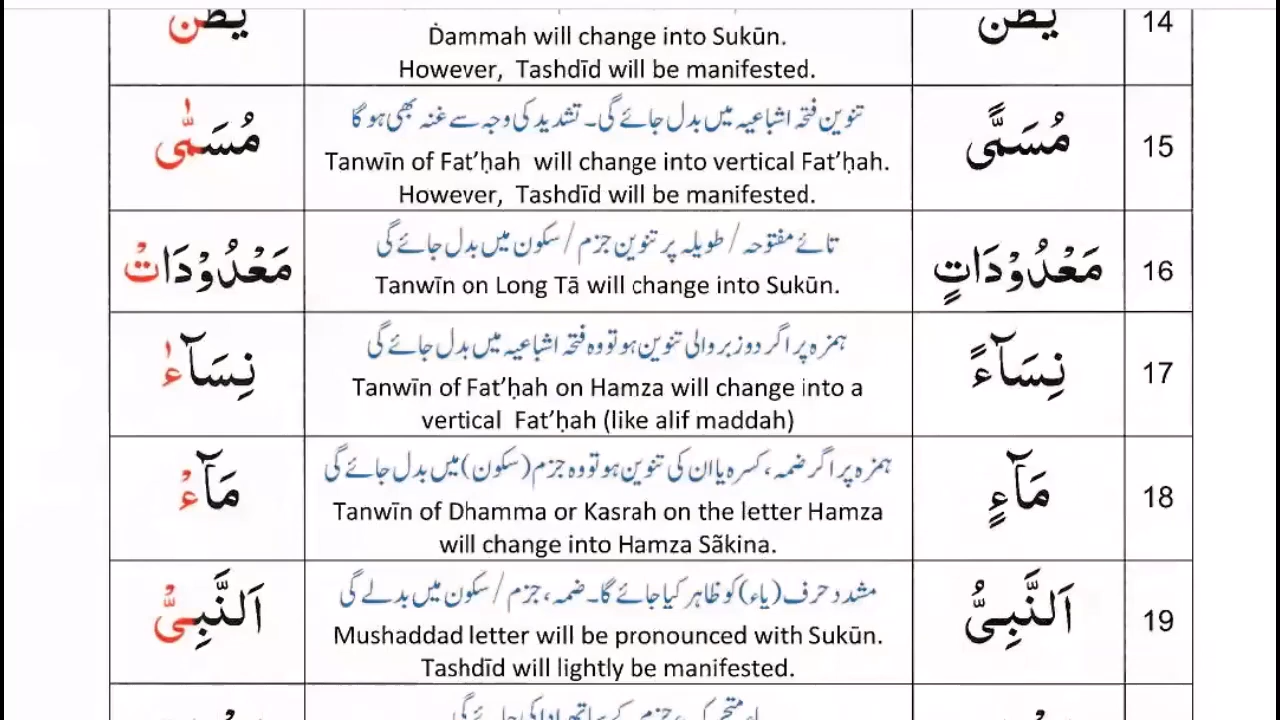 14
يَظُنُّ
Ḋammah will change into Sukūn.
However, Tashdīd will be manifested.
يَظُنّْ
15
مُسَمًّى
تنوین فتحہ اشباعیہ میں بدل جائے گی۔ تشدید کی وجہ سے غنہ بھی ہوگا
Tanwīn of Fat’ḥah will change into vertical Fat’ḥah.
However, Tashdīd will be manifested.
مُسَمّٰى
16
مَعْدُوْدَاتٍ
تائے مفتوحہ / طویلہ پر تنوین جزم / سکون میں بدل جائے گی
Tanwīn on Long Tā will change into Sukūn.
مَعْدُوْدَاتْ
17
نِسَآءً
ہمزہ پر اگر دو زبر والی تنوین ہو تو وہ فتحہ اشباعیہ میں بدل جائے گی
Tanwīn of Fat’ḥah on Hamza will change into a
vertical Fat’ḥah (like alif maddah)
نِسَآءٰ
18
مَآءٍ
ہمزہ پر اگر ضمہ، کسرہ یا ان کی تنوین ہو تو وہ جزم (سکون) میں بدل جائے گی
Tanwīn of Dhamma or Kasrah on the letter Hamza
will change into Hamza Sãkina.
مَآءْ
19
اَلنَّبِىُّ
مشدد حرف (یاء) کو ظاہر کیا جائے گا۔ ضمہ، جزم / سکون میں بدلے گی
Mushaddad letter will be pronounced with Sukūn.
Tashdīd will lightly be manifested.
اَلنَّبِىّْ